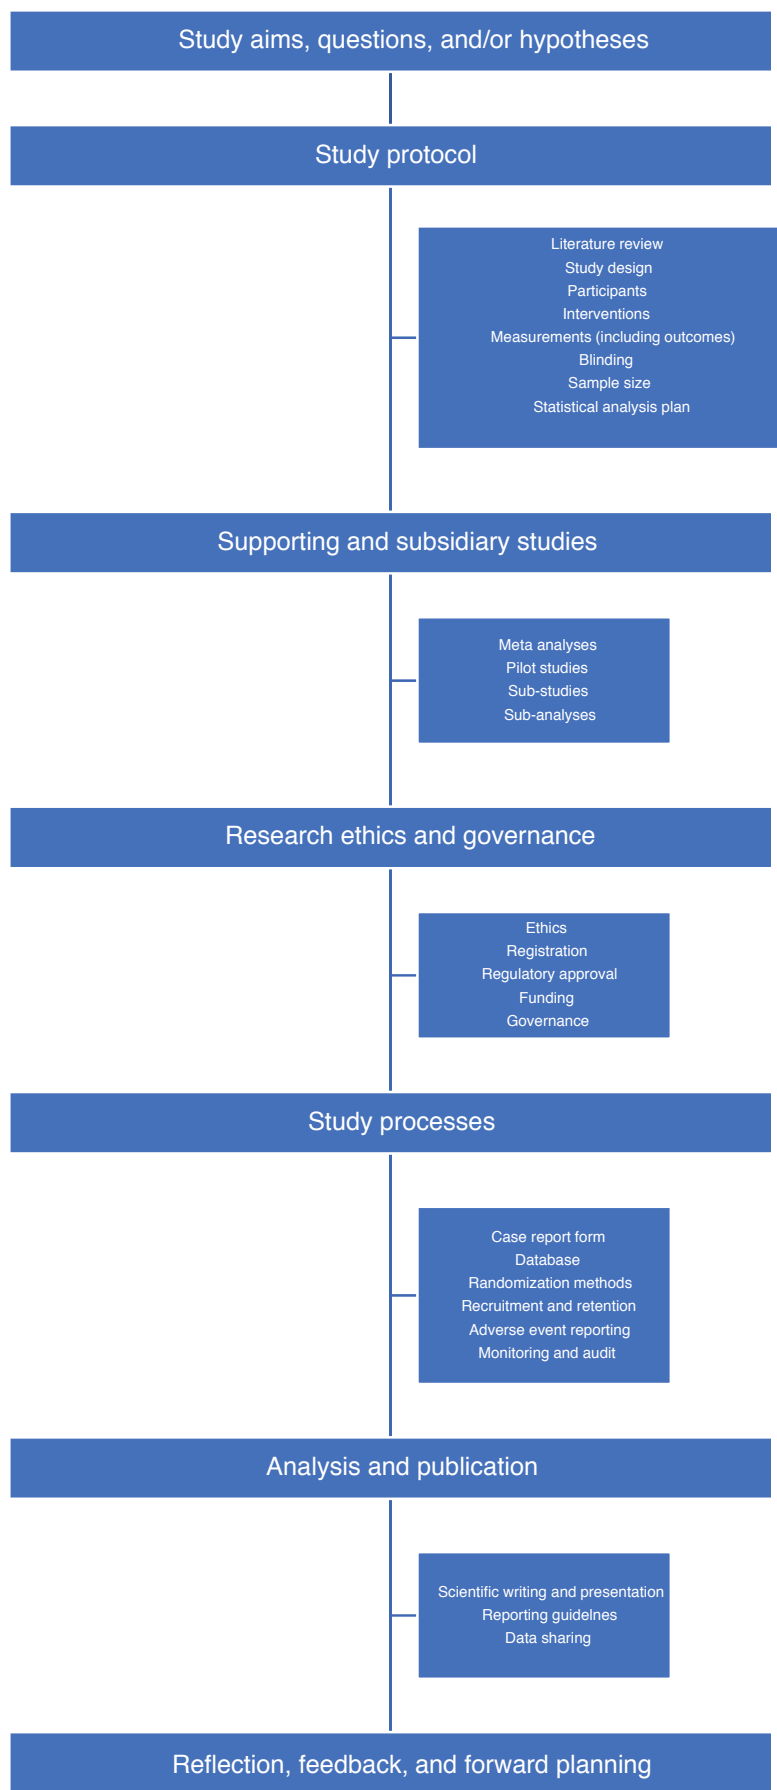 Study aims, questions, and/or hypotheses
Study protocol
Literature review
Study design
Participants
Interventions
Measurements (including outcomes)
Blinding
Sample size
Statistical analysis plan
Supporting and subsidiary studies
Meta analyses
Pilot studies
Sub-studies
Sub-analyses
Research ethics and governance
Ethics
Registration
Regulatory approval
Funding
Governance
Study processes
Case report form
Database
Randomization methods
Recruitment and retention
Adverse event reporting
Monitoring and audit
Analysis and publication
Scientific writing and presentation
Reporting guidelnes
Data sharing
Reflection, feedback, and forward planning